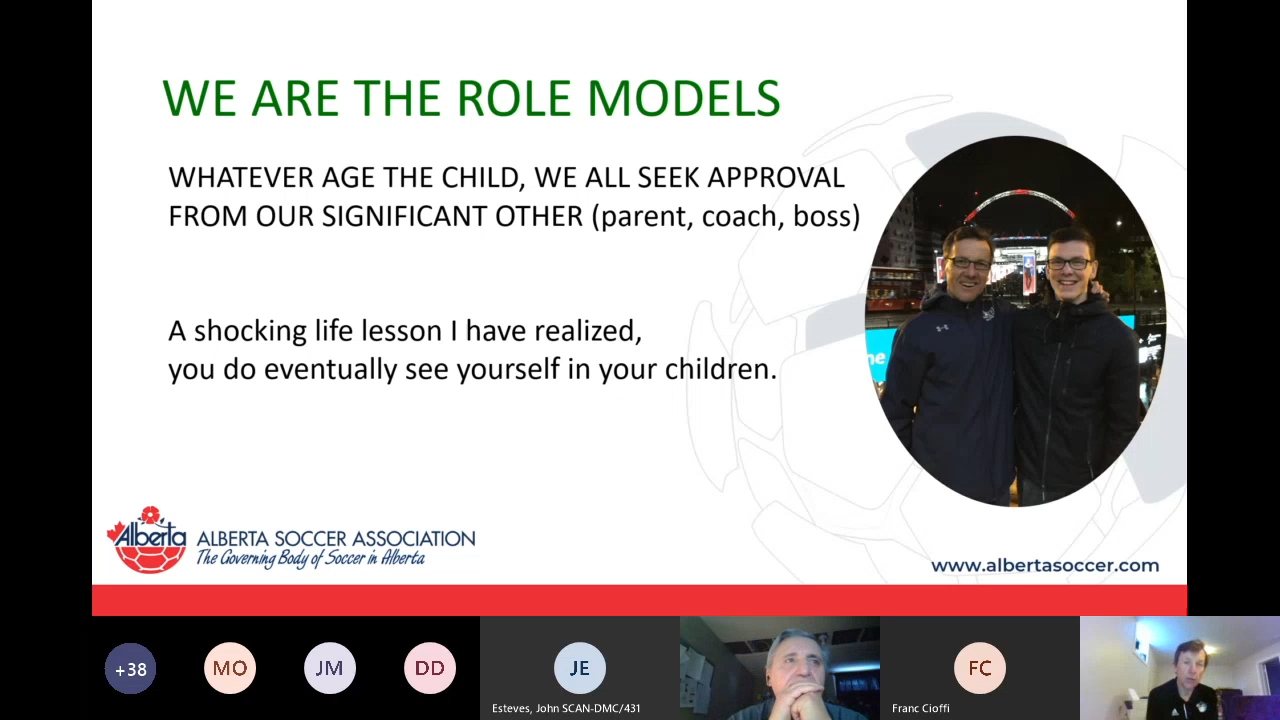 WE ARE THE ROLE MODELS
WHATEVER AGE THE CHILD, WE ALL SEEK APPROVAL
FROM OUR SIGNIFICANT OTHER (parent, coach, boss)
A shocking life lesson I have realized,
you do eventually see yourself in your children.
he
Alberta
ALBERTA SOCCER ASSOCIATION
The Governing Body of Soccer in Alberta
www.albertasoccer.com
+38
MO
JM
DD
JE
Esteves, John SCAN-DMC/431
FC
Franc Cioffi